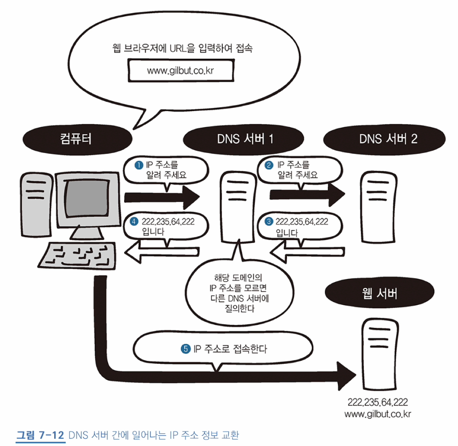 웹 브라우저에 URL을 입력하여 접속
www.gilbut.co.kr
컴퓨터
DNS 서버 1
DNS 서버 2
1 IP 주소를
알려 주세요
2 IP 주소를
알려 주세요
4 222,235,64,222
입니다
3 222,235,64,222
입니다
해당 도메인의
IP 주소를 모르면
다른 DNS 서버에
질의한다
웹 서버
5 IP 주소로 접속한다
222,235,64,222
www.gilbut.co.kr
그림 7-12 DNS 서버 간에 일어나는 IP 주소 정보 교환